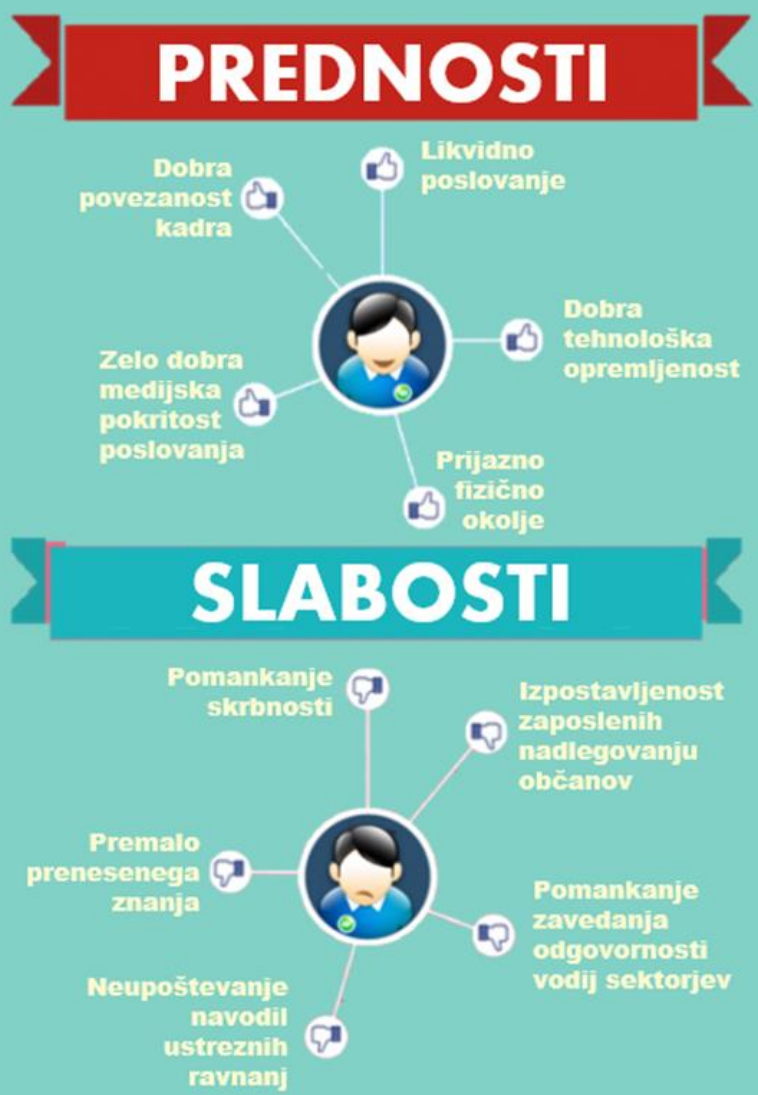 PREDNOSTI
Dobra
povezanost
kadra
Likvidno
poslovanje
Dobra
tehnološka
opremljenost
Zelo dobra
medijska
pokritost
poslovanja
Prijazno
fizično
okolje
SLABOSTI
Pomankanje
skrbnosti
Izpostavljenost
zaposlenih
nadlegovanju
občanov
Premalo
prenesenega
znanja
Pomankanje
zavedanja
odgovornosti
vodij sektorjev
Neupoštevanje
navodil
ustreznih
ravnanj